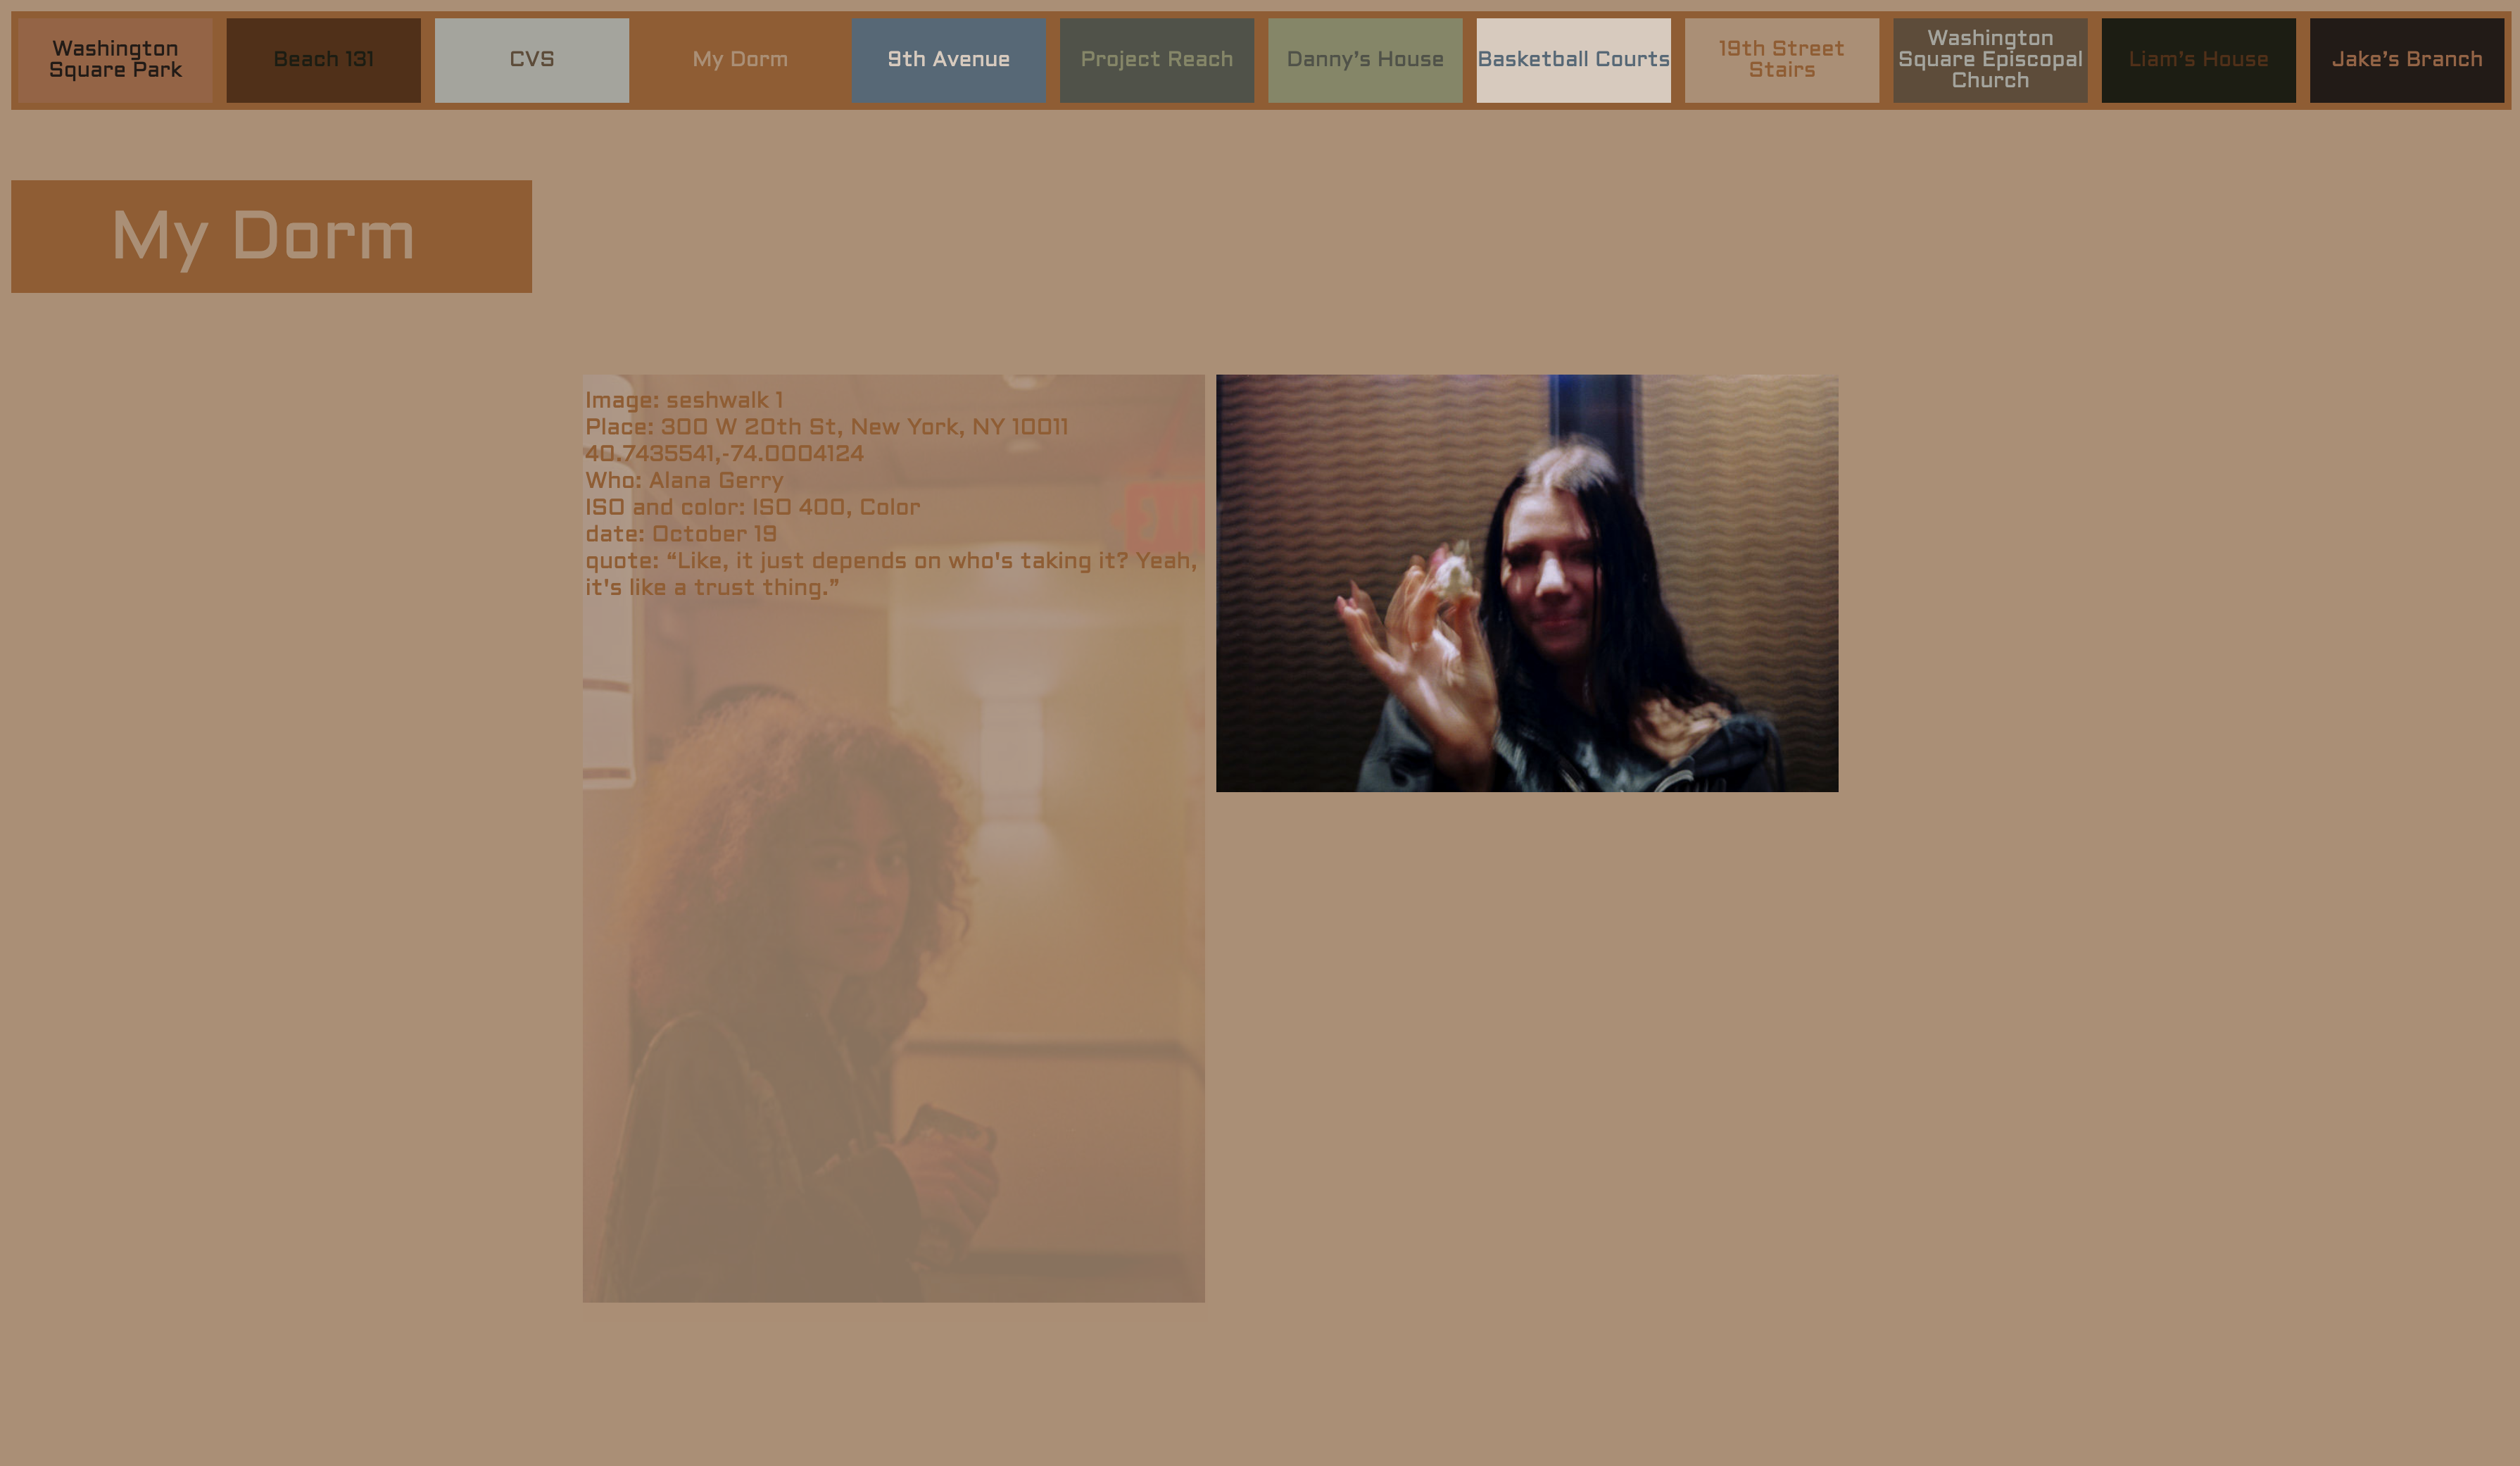 Washington
Square Park
Beach 131
CVS
My Dorm
9th Avenue
Project Reach
Danny’s House
Basketball Courts
19th Street
Stairs
Washington
Square Episcopal
Church
Liam’s House
Jake’s Branch
My Dorm
Image: seshwalk 1
Place: 300 W 20th St, New York, NY 10011
40.7435541,-74.0004124
Who: Alana Gerry
ISO and color: ISO 400, Color
date: October 19
quote: “Like, it just depends on who's taking it? Yeah,
it's like a trust thing.”